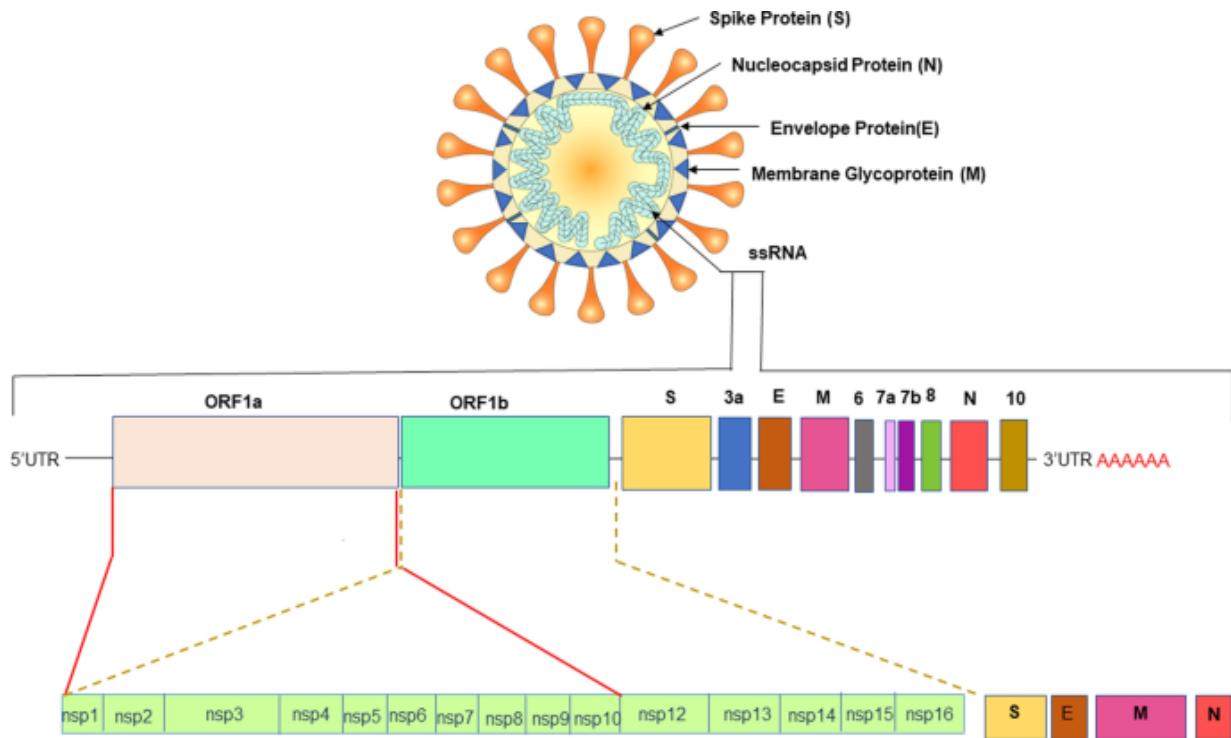 Spike Protein (S)
Nucleocapsid Protein (N)
Envelope Protein(E)
Membrane Glycoprotein (M)
ssRNA
ORF1a ORF1b S 3a E M 6 7a 7b 8 N 10
5'UTR 3'UTR AAAAAA
nsp1 nsp2 nsp3 nsp4 nsp5 nsp6 nsp7 nsp8 nsp9 nsp10 nsp12 nsp13 nsp14 nsp15 nsp16 S E M N